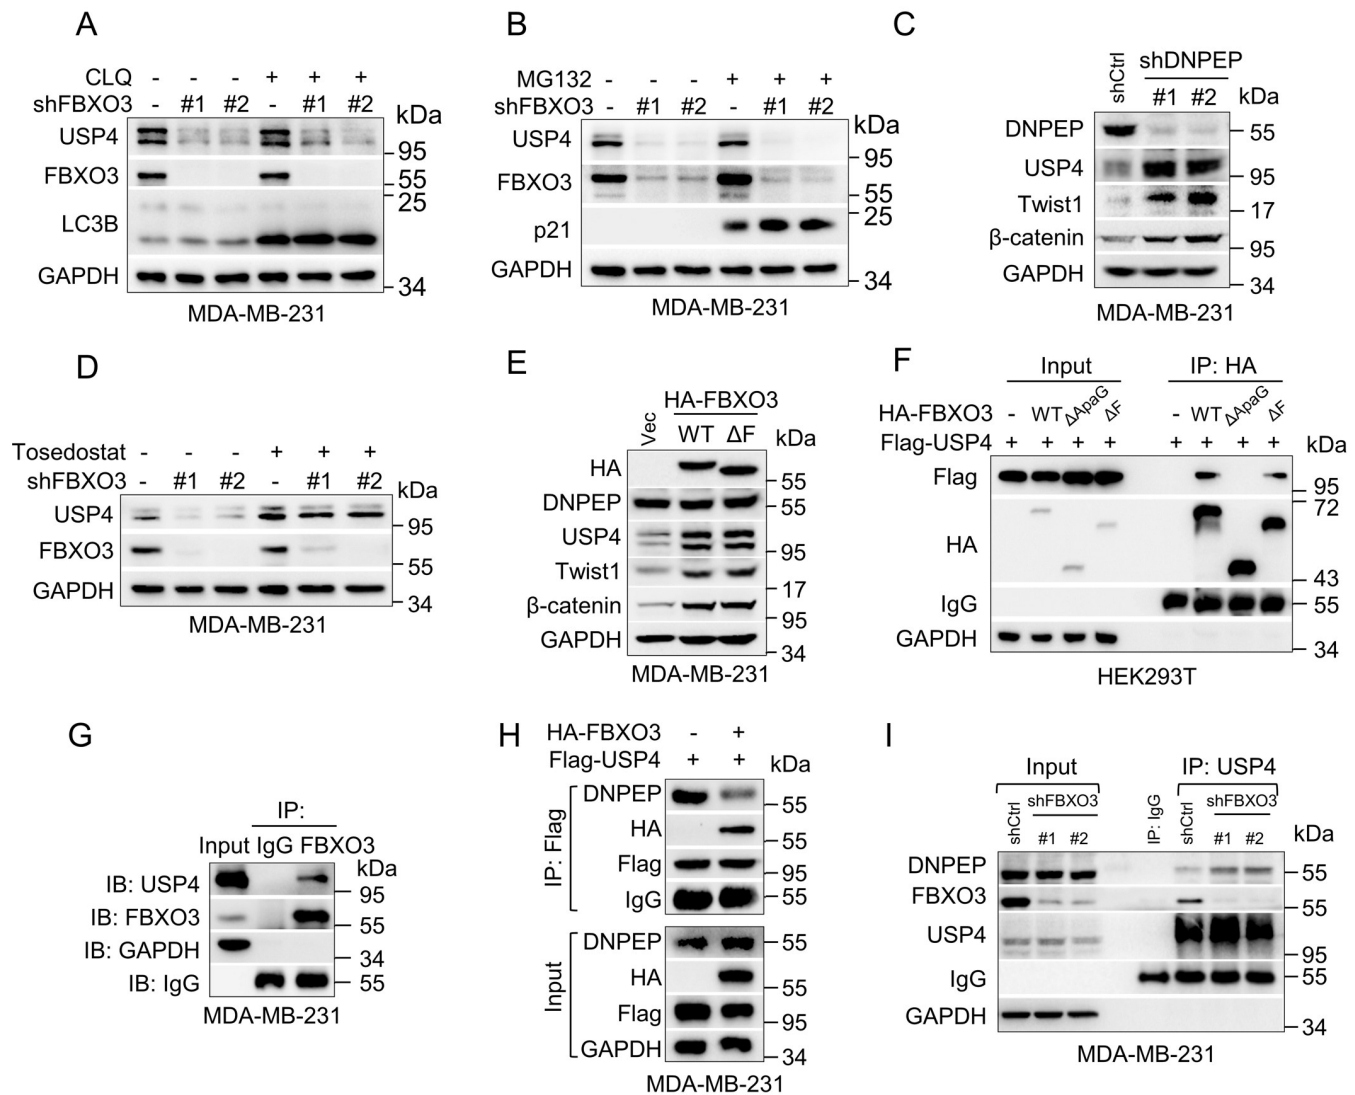 A
CLQ - - - + + +
shFBXO3 - #1 #2 - #1 #2
kDa
USP4
95
FBXO3
55
25
LC3B
GAPDH
34
MDA-MB-231
B
MG132 - - - + + +
shFBXO3 - #1 #2 - #1 #2
kDa
USP4
95
FBXO3
55
25
p21
GAPDH
34
MDA-MB-231
C
shCtrl
shDNPEP
#1 #2 kDa
DNPEP 55
USP4 95
Twist1 17
β-catenin 95
GAPDH 34
MDA-MB-231
D
Tosedostat - - - + + +
shFBXO3 - #1 #2 - #1 #2
kDa
USP4 95
FBXO3 55
GAPDH 34
MDA-MB-231
E
HA-FBXO3
Vec WT ΔF kDa
HA 55
DNPEP 55
USP4 95
Twist1 17
β-catenin 95
GAPDH 34
MDA-MB-231
F
Input IP: HA
HA-FBXO3 - WT ΔApaG ΔF - WT ΔApaG ΔF
Flag-USP4 + + + + + + + + kDa
Flag 95
72
HA
43
IgG 55
GAPDH 34
HEK293T
G
IP:
Input IgG FBXO3
kDa
IB: USP4 95
IB: FBXO3 55
IB: GAPDH 34
IB: IgG 55
MDA-MB-231
H
HA-FBXO3 - +
Flag-USP4 + + kDa
IP: Flag
DNPEP 55
HA 55
Flag 95
IgG 55
Input
DNPEP 55
HA 55
Flag 95
GAPDH 34
MDA-MB-231
I
Input IP: IgG IP: USP4
shCtrl shFBXO3 shCtrl shFBXO3
#1 #2 #1 #2 kDa
DNPEP 55
FBXO3 55
USP4 95
IgG 55
GAPDH 34
MDA-MB-231